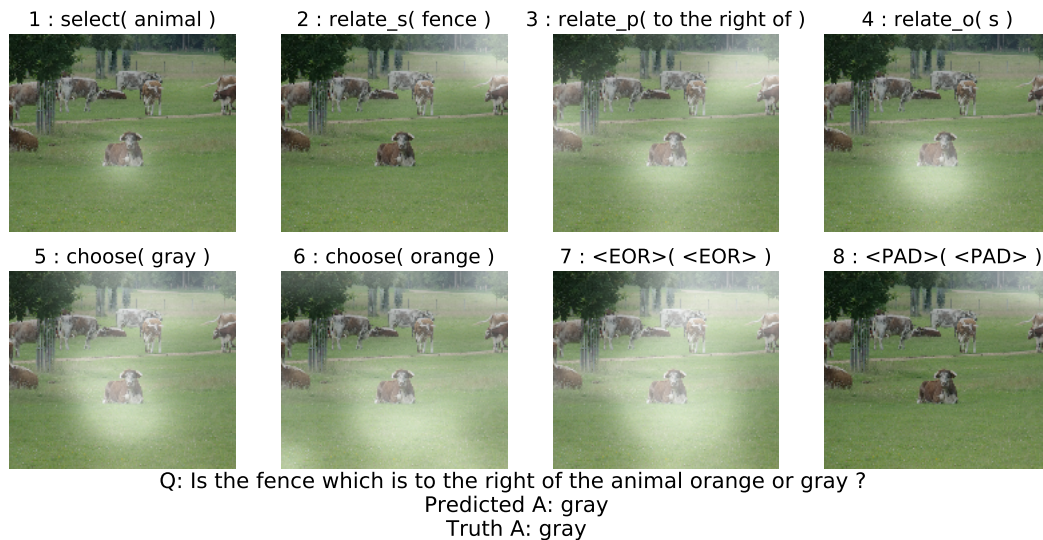 1 : select( animal )
2 : relate_s( fence )
3 : relate_p( to the right of )
4 : relate_o( s )
5 : choose( gray )
6 : choose( orange )
7 : <EOR>( <EOR> )
8 : <PAD>( <PAD> )
Q: Is the fence which is to the right of the animal orange or gray ?
Predicted A: gray
Truth A: gray